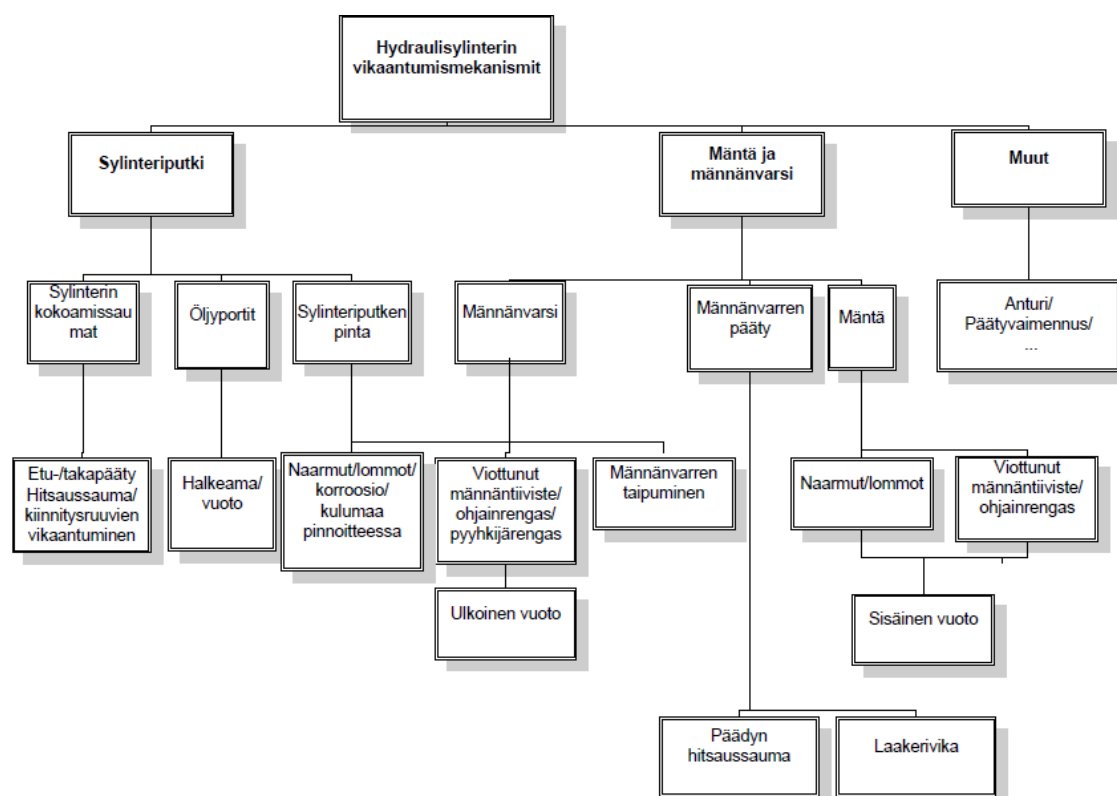 Hydraulisylinterin
vikaantumismekanismit
Sylinteriputki
Mäntä ja
männänvarsi
Muut
Sylinterin
kokoamissau
mat
Öljyportit
Sylinteriputken
pinta
Männänvarsi
Männänvarren
pääty
Mäntä
Anturi/
Päätyvaimennus/
...
Etu-/takapääty
Hitsaussauma/
kiinnitysruuvien
vikaantuminen
Halkeama/
vuoto
Naarmut/lommot/
korroosio/
kulumaa
pinnoitteessa
Viottunut
männäntiiviste/
ohjainrengas/
pyyhkijärengas
Männänvarren
taipuminen
Naarmut/lommot
Viottunut
männäntiiviste/
ohjainrengas
Ulkoinen vuoto
Sisäinen vuoto
Päädyn
hitsaussauma
Laakerivika